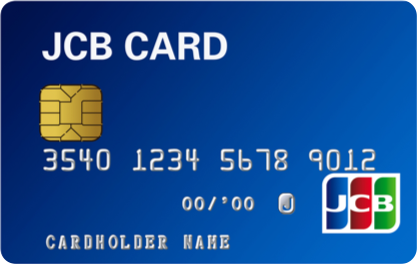 JCB CARD
3540 1234 5678 9012
00/'00 J
JCB
CARDHOLDER NAME